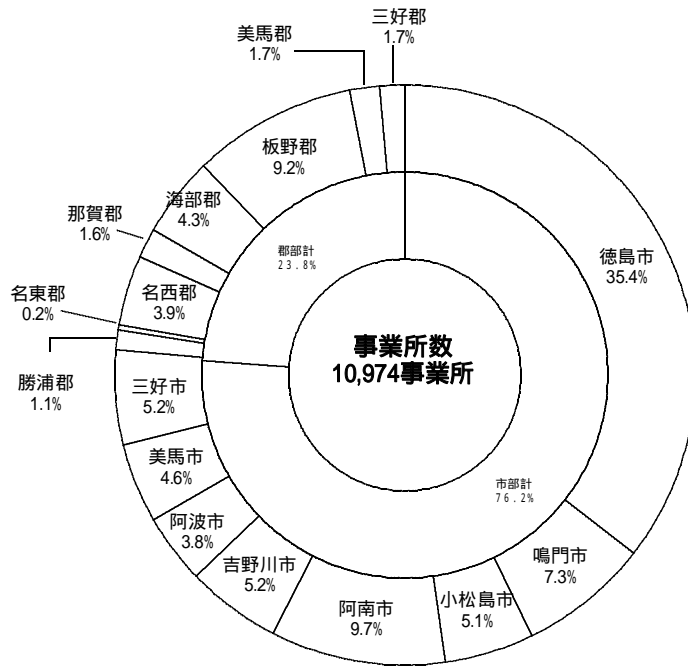 三好郡
1.7%
美馬郡
1.7%
板野郡
9.2%
海部郡
4.3%
那賀郡
1.6%
郡部計
23.8%
徳島市
35.4%
名西郡
3.9%
名東郡
0.2%
事業所数
10,974事業所
勝浦郡
1.1%
三好市
5.2%
美馬市
4.6%
市部計
76.2%
阿波市
3.8%
鳴門市
7.3%
吉野川市
5.2%
小松島市
5.1%
阿南市
9.7%